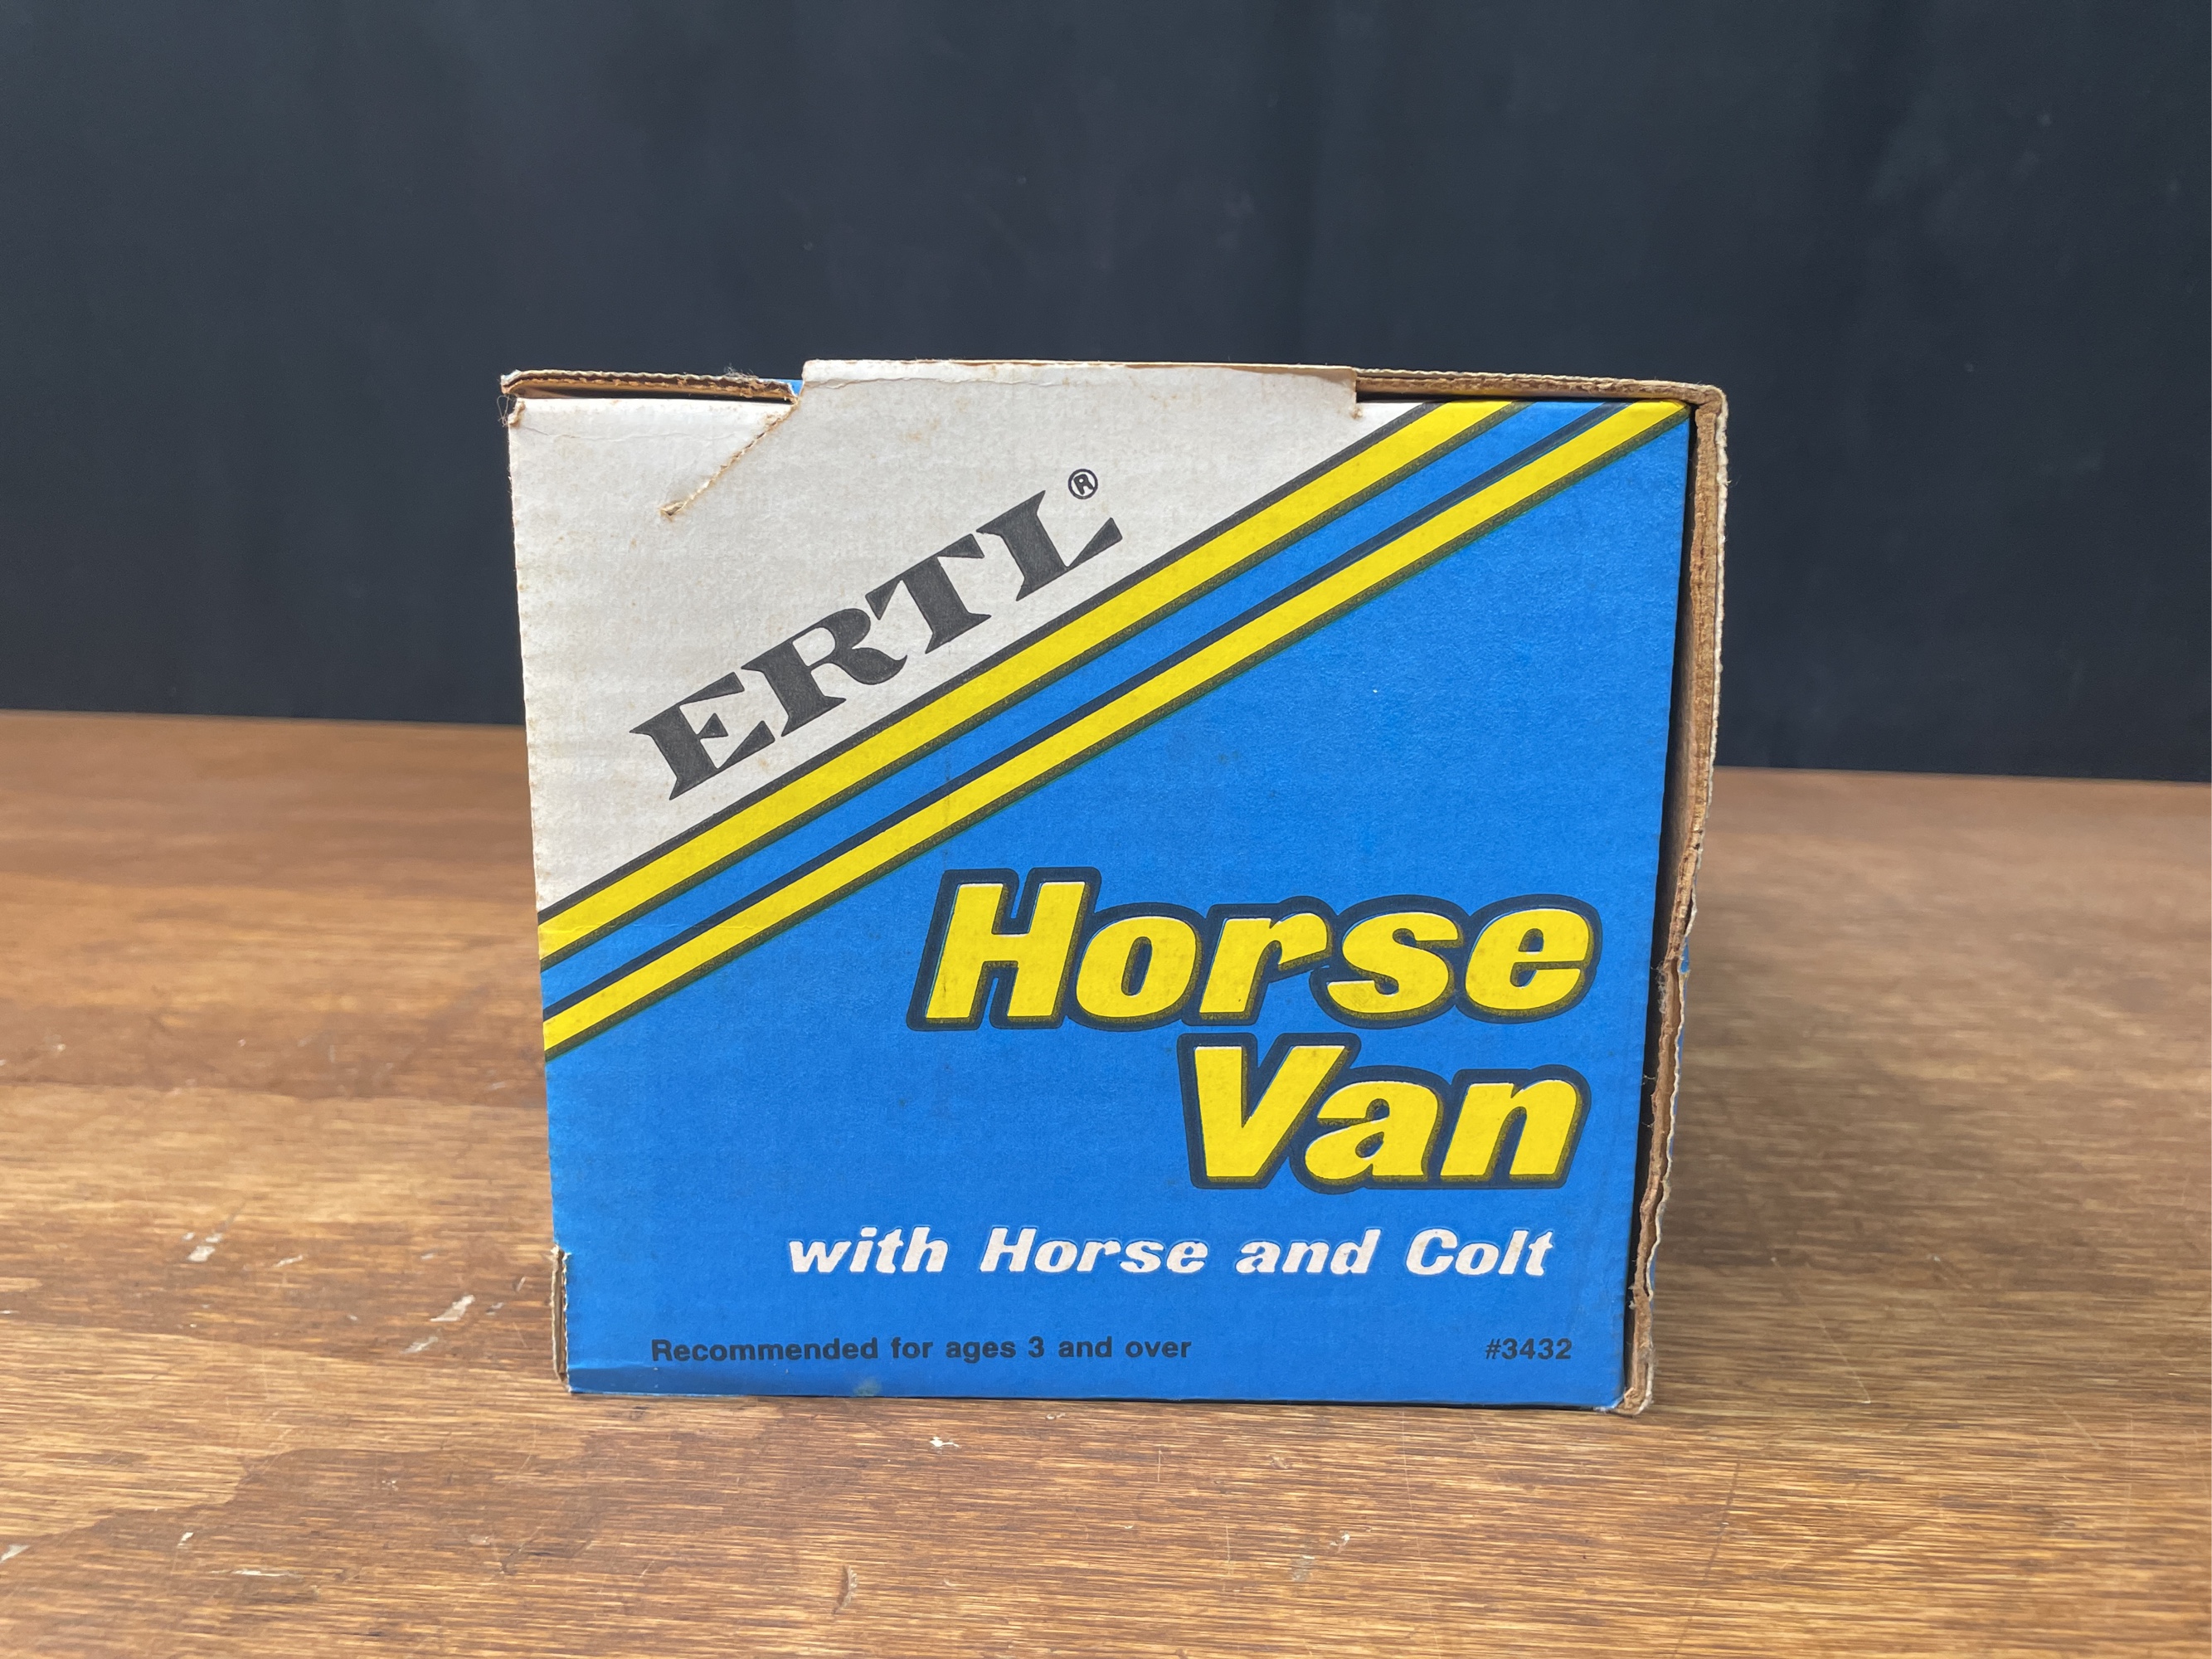 ERTL®
Horse
Van
with Horse and Colt
Recommended for ages 3 and over
#3432